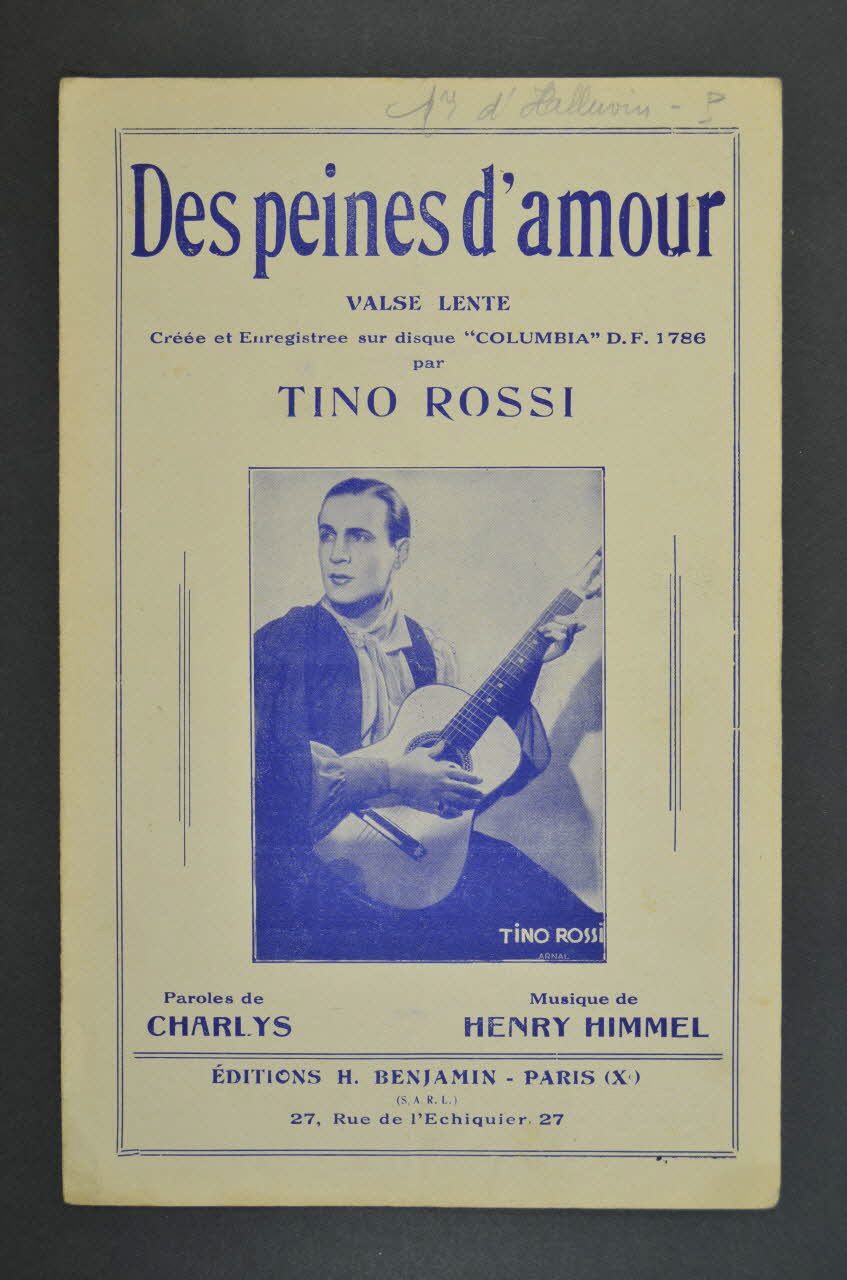 d'Halluvin - P
Des peines d'amour
VALSE LENTE
Créée et Enregistree sur disque "COLUMBIA" D.F. 1786
par
TINO ROSSI
TINO ROSSI
ARNAL
Paroles de
CHARLYS
Musique de
HENRY HIMMEL
ÉDITIONS H. BENJAMIN - PARIS (Xᵉ)
(S. A. R. L.)
27, Rue de l'Echiquier, 27